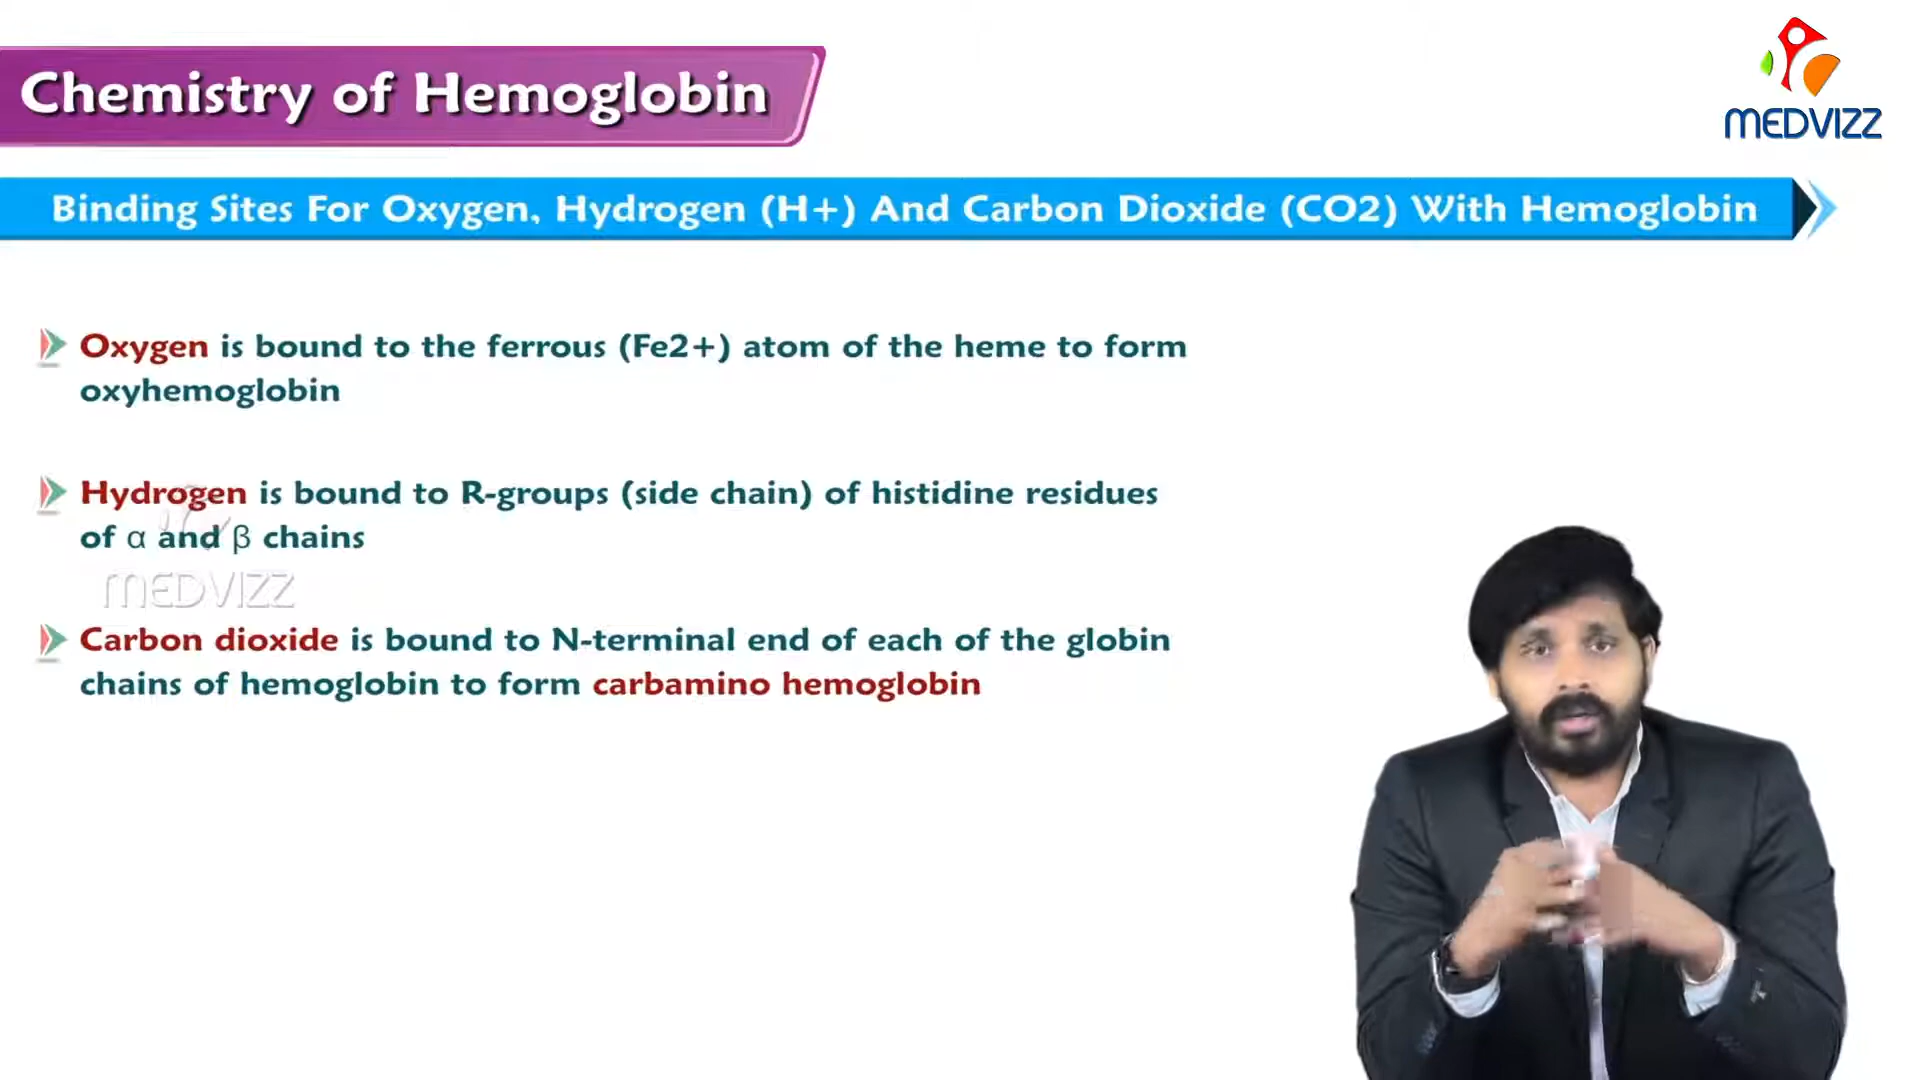 Chemistry of Hemoglobin
MEDVIZZ
Binding Sites For Oxygen, Hydrogen (H+) And Carbon Dioxide (CO2) With Hemoglobin
Oxygen is bound to the ferrous (Fe2+) atom of the heme to form
oxyhemoglobin
Hydrogen is bound to R-groups (side chain) of histidine residues
of α and β chains
MEDVIZZ
Carbon dioxide is bound to N-terminal end of each of the globin
chains of hemoglobin to form carbamino hemoglobin